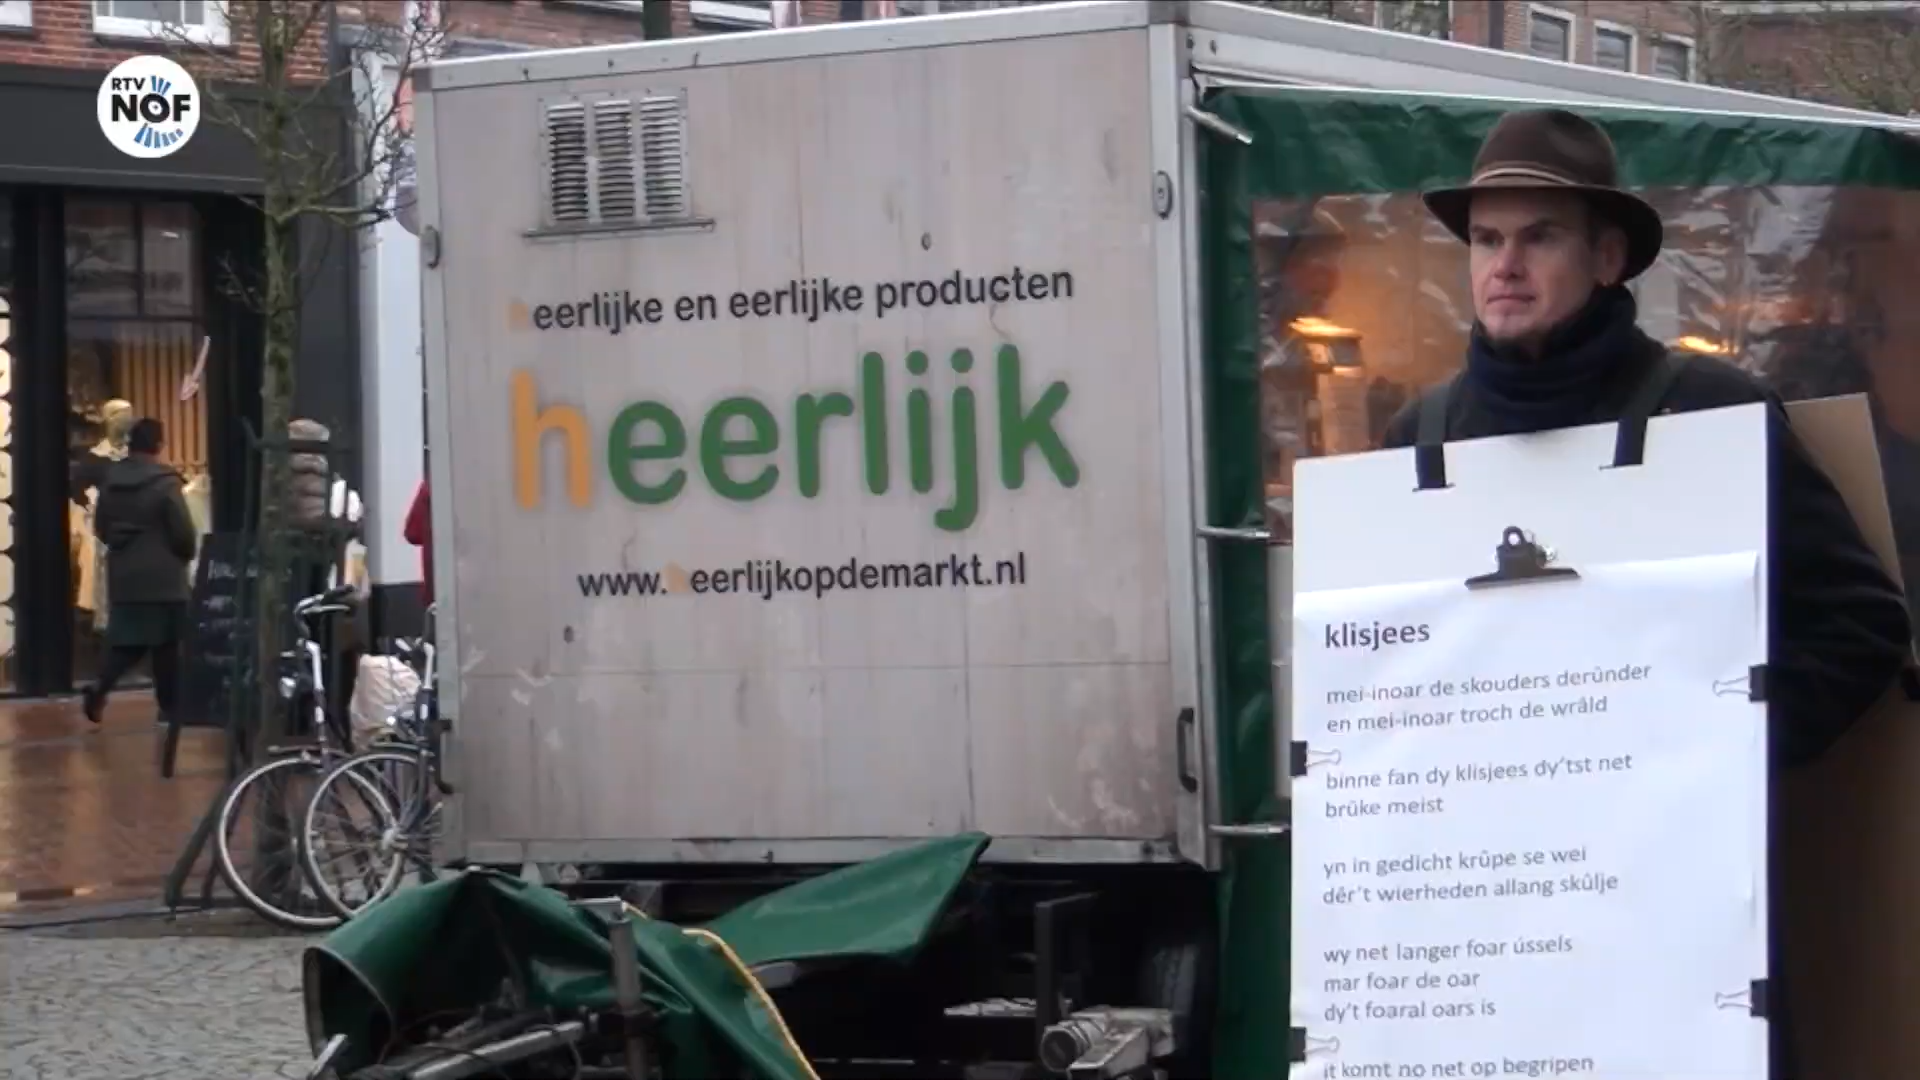 RTV
NOF
heerlijke en eerlijke producten
heerlijk
www.heerlijkopdemarkt.nl
klisjees
mei-inoar de skouders derûnder
en mei-inoar troch de wrâld
binne fan dy klisjees dy'tst net
brûke meist
yn in gedicht krûpe se wei
dêr't wierheden allang skûlje
wy net langer foar ússels
mar foar de oar
dy't foaral oars is
it komt no net op begripen